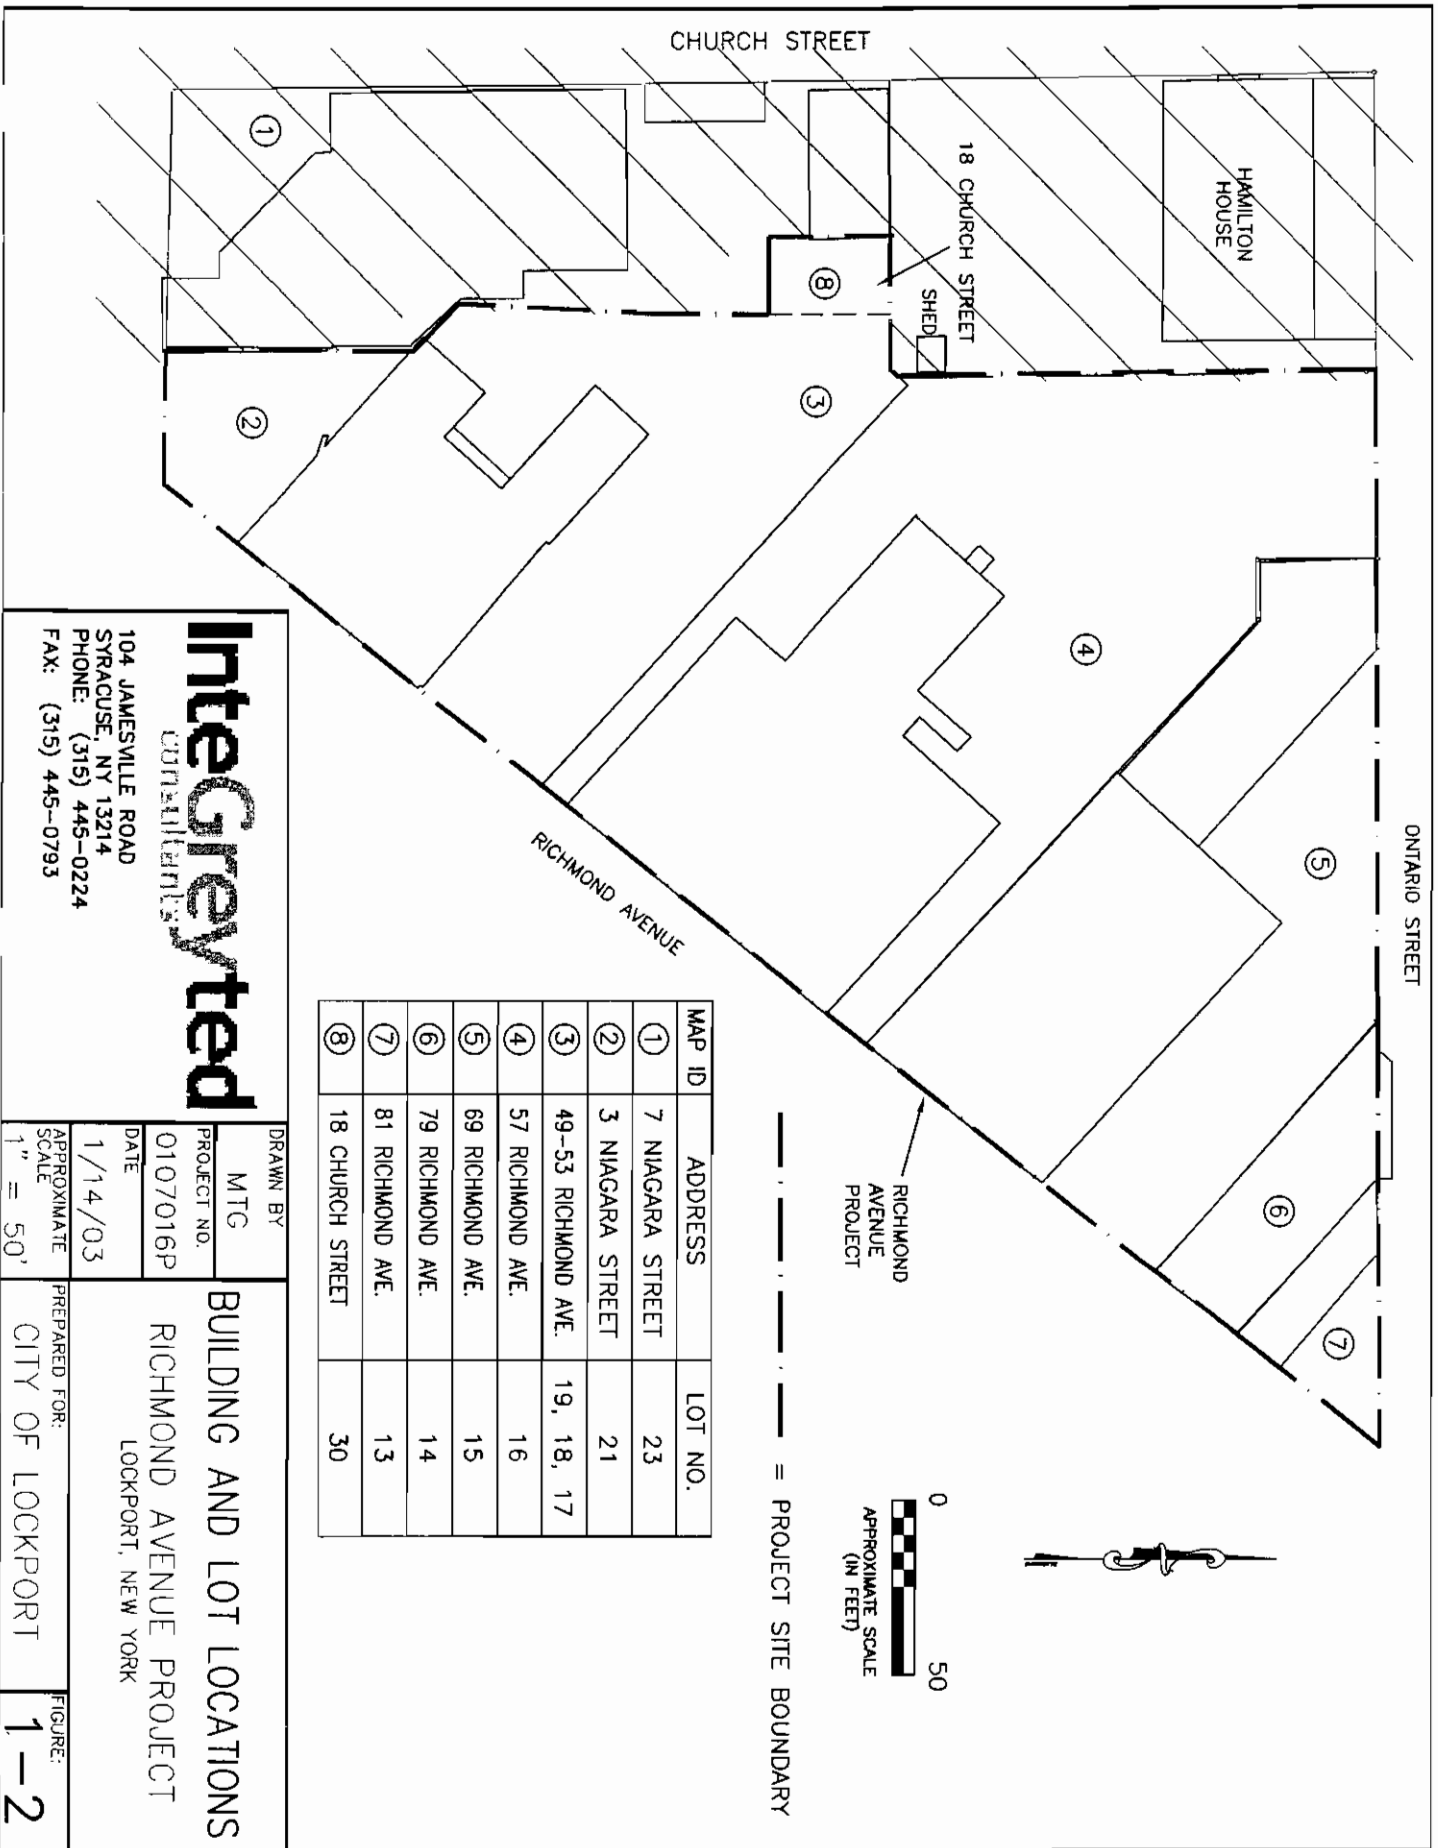 CHURCH STREET
ONTARIO STREET
HAMILTON
HOUSE
18 CHURCH STREET
SHED
①
②
③
④
⑤
⑥
⑦
⑧
RICHMOND AVENUE
RICHMOND
AVENUE
PROJECT
0 50
APPROXIMATE SCALE
(IN FEET)
= PROJECT SITE BOUNDARY
MAP ID ADDRESS LOT NO.
① 7 NIAGARA STREET 23
② 3 NIAGARA STREET 21
③ 49-53 RICHMOND AVE. 19, 18, 17
④ 57 RICHMOND AVE. 16
⑤ 69 RICHMOND AVE. 15
⑥ 79 RICHMOND AVE. 14
⑦ 81 RICHMOND AVE. 13
⑧ 18 CHURCH STREET 30
InteGreyted
consultants
104 JAMESVILLE ROAD
SYRACUSE, NY 13214
PHONE: (315) 445-0224
FAX: (315) 445-0793
DRAWN BY
MTG
PROJECT NO.
0107016P
DATE
1/14/03
APPROXIMATE
SCALE
1" = 50'
BUILDING AND LOT LOCATIONS
RICHMOND AVENUE PROJECT
LOCKPORT, NEW YORK
PREPARED FOR:
CITY OF LOCKPORT
FIGURE:
1-2